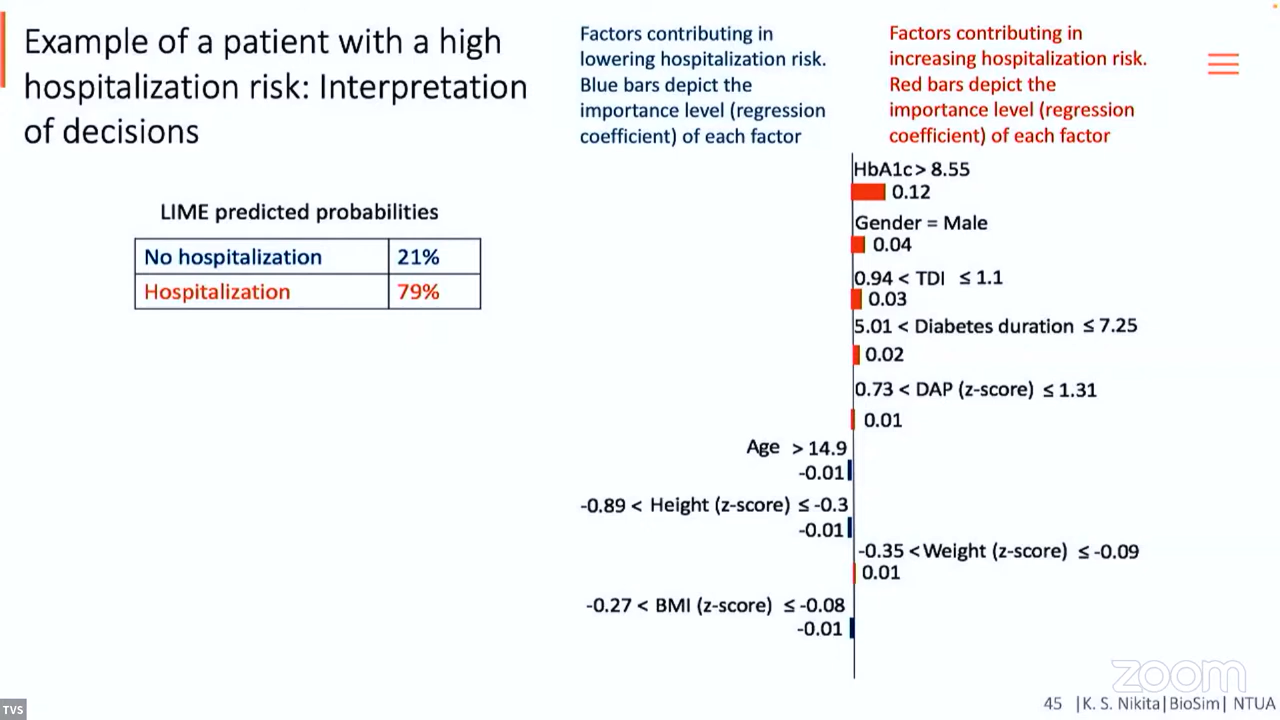 Example of a patient with a high
hospitalization risk: Interpretation
of decisions
LIME predicted probabilities
No hospitalization 21%
Hospitalization 79%
Factors contributing in
lowering hospitalization risk.
Blue bars depict the
importance level (regression
coefficient) of each factor
Factors contributing in
increasing hospitalization risk.
Red bars depict the
importance level (regression
coefficient) of each factor
HbA1c > 8.55
0.12
Gender = Male
0.04
0.94 < TDI ≤ 1.1
0.03
5.01 < Diabetes duration ≤ 7.25
0.02
0.73 < DAP (z-score) ≤ 1.31
0.01
Age > 14.9
-0.01
-0.89 < Height (z-score) ≤ -0.3
-0.01
-0.35 < Weight (z-score) ≤ -0.09
0.01
-0.27 < BMI (z-score) ≤ -0.08
-0.01
zoom
45 |K. S. Nikita|BioSim| NTUA
TVS